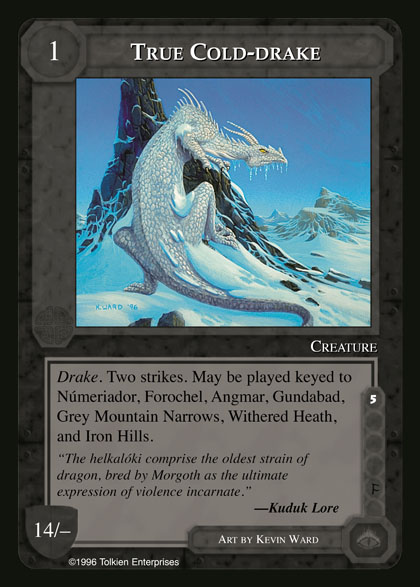 1
TRUE COLD-DRAKE
K.WARD '96
CREATURE
Drake. Two strikes. May be played keyed to
Númeriador, Forochel, Angmar, Gundabad,
Grey Mountain Narrows, Withered Heath,
and Iron Hills.
5
“The helkalóki comprise the oldest strain of
dragon, bred by Morgoth as the ultimate
expression of violence incarnate.”
—Kuduk Lore
14/–
ART BY KEVIN WARD
©1996 Tolkien Enterprises